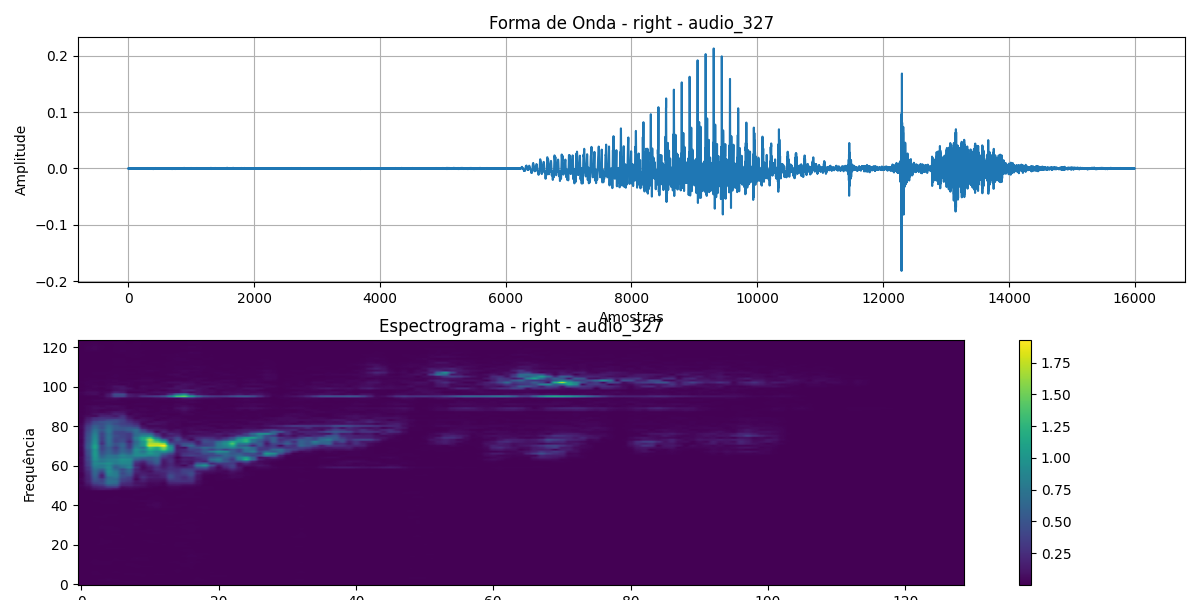 Forma de Onda - right - audio_327
0.2
0.1
0.0
−0.1
−0.2
Amplitude
0 2000 4000 6000 8000 10000 12000 14000 16000
Amostras
Espectrograma - right - audio_327
120
100
80
60
40
20
0
Frequência
0 20 40 60 80 100 120
1.75
1.50
1.25
1.00
0.75
0.50
0.25